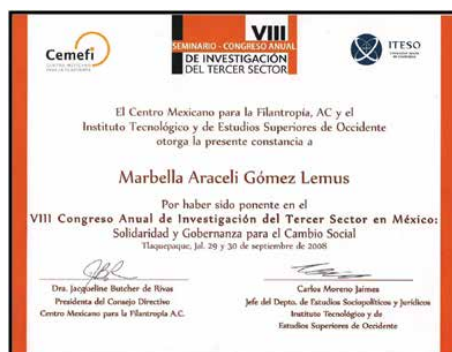 Cemefi
CENTRO MEXICANO
PARA LA FILANTROPÍA
VIII
SEMINARIO - CONGRESO ANUAL
DE INVESTIGACIÓN
DEL TERCER SECTOR
ITESO
El Centro Mexicano para la Filantropía, AC y el
Instituto Tecnológico y de Estudios Superiores de Occidente
otorga la presente constancia a
Marbella Araceli Gómez Lemus
Por haber sido ponente en el
VIII Congreso Anual de Investigación del Tercer Sector en México:
Solidaridad y Gobernanza para el Cambio Social
Tlaquepaque, Jal. 29 y 30 de septiembre de 2008
Dra. Jacqueline Butcher de Rivas
Presidenta del Consejo Directivo
Centro Mexicano para la Filantropía A.C.
Carlos Moreno Jaimes
Jefe del Depto. de Estudios Sociopolíticos y Jurídicos
Instituto Tecnológico y de
Estudios Superiores de Occidente